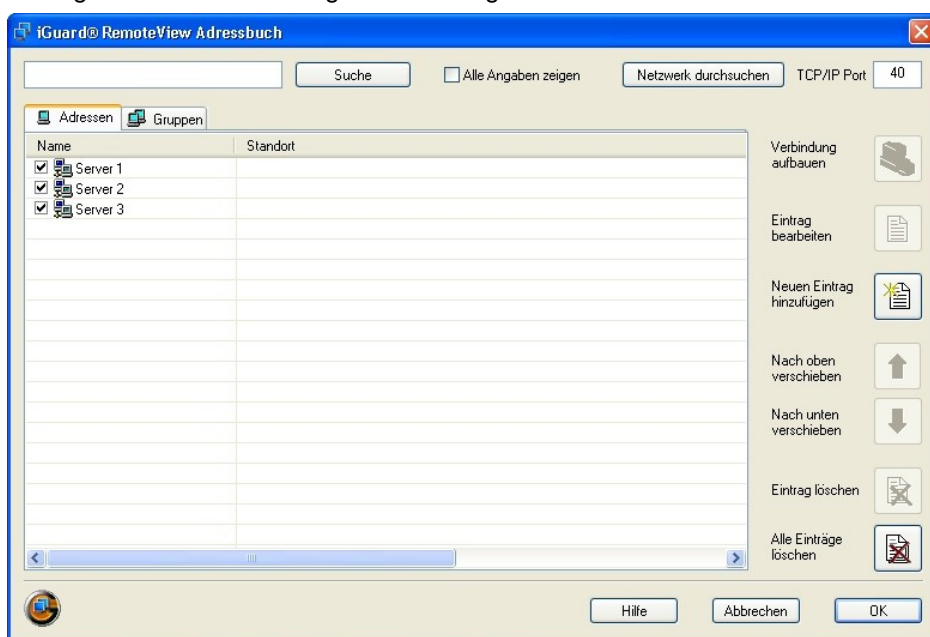 iGuard® RemoteView Adressbuch
Suche
Alle Angaben zeigen
Netzwerk durchsuchen
TCP/IP Port
40
Adressen
Gruppen
Name
Standort
Server 1
Server 2
Server 3
Verbindung
aufbauen
Eintrag
bearbeiten
Neuen Eintrag
hinzufügen
Nach oben
verschieben
Nach unten
verschieben
Eintrag löschen
Alle Einträge
löschen
Hilfe
Abbrechen
OK